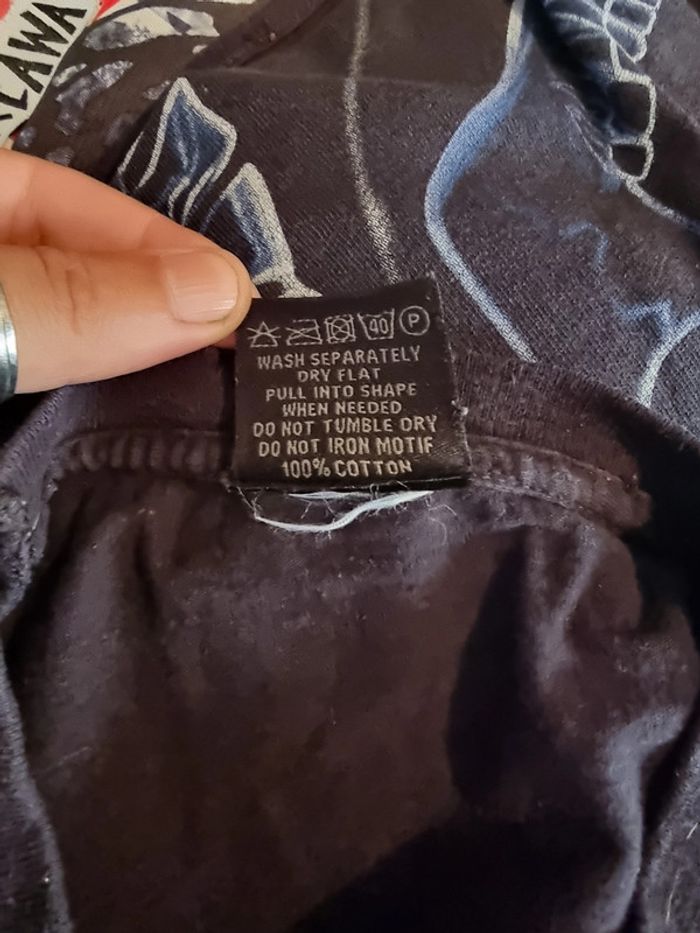 LAWA
40 P
WASH SEPARATELY
DRY FLAT
PULL INTO SHAPE
WHEN NEEDED
DO NOT TUMBLE DRY
DO NOT IRON MOTIF
100% COTTON